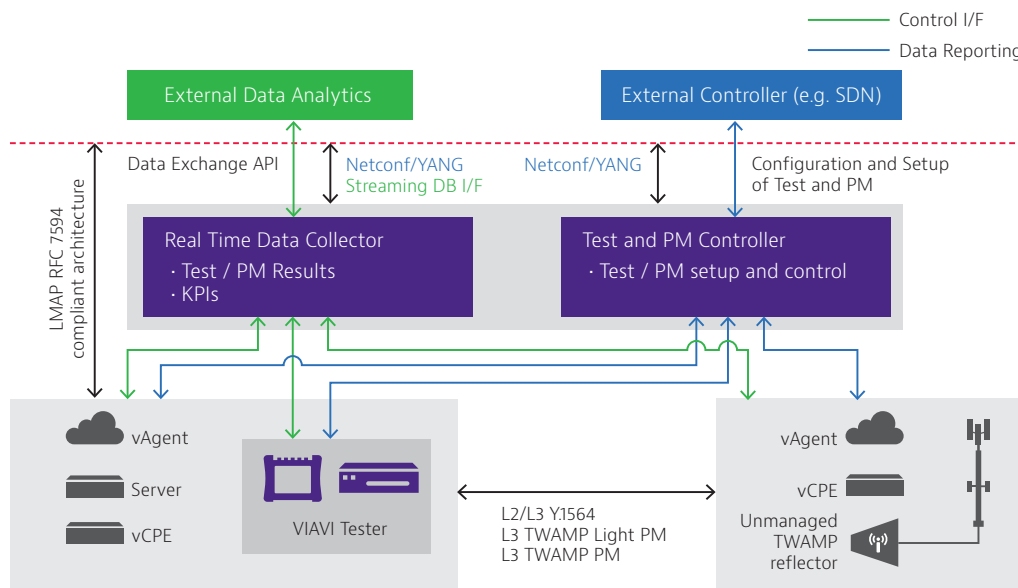 Control I/F
Data Reporting
External Data Analytics
External Controller (e.g. SDN)
Data Exchange API
Netconf/YANG
Streaming DB I/F
Netconf/YANG
Configuration and Setup
of Test and PM
LMAP RFC 7594
compliant architecture
Real Time Data Collector
· Test / PM Results
· KPIs
Test and PM Controller
· Test / PM setup and control
vAgent
Server
vCPE
VIAVI Tester
L2/L3 Y.1564
L3 TWAMP Light PM
L3 TWAMP PM
vAgent
vCPE
Unmanaged
TWAMP
reflector